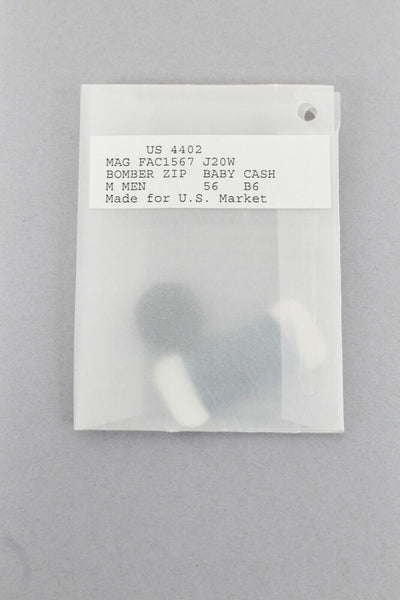 US 4402
MAG FAC1567 J20W
BOMBER ZIP BABY CASH
M MEN 56 B6
Made for U.S. Market